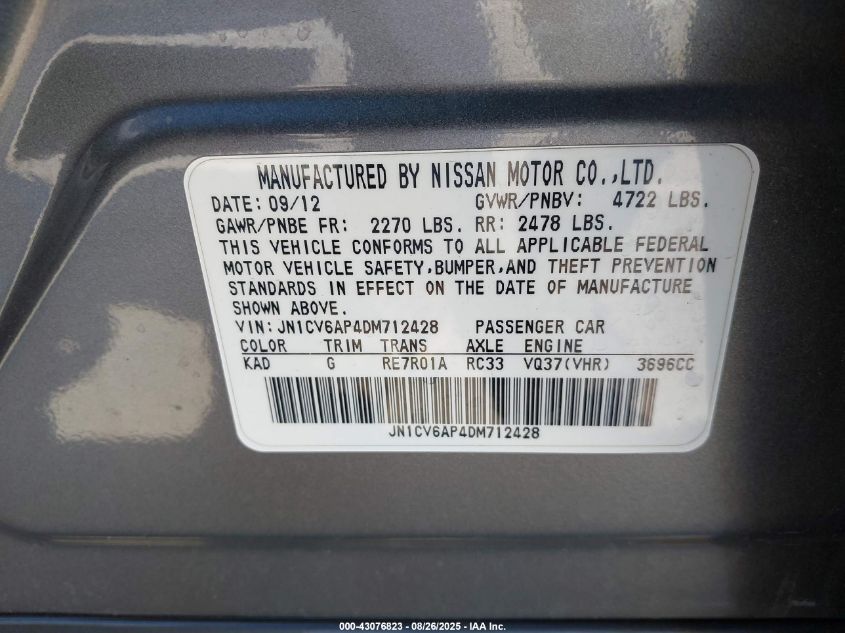 MANUFACTURED BY NISSAN MOTOR CO.,LTD.
DATE: 09/12 GVWR/PNBV: 4722 LBS.
GAWR/PNBE FR: 2270 LBS. RR: 2478 LBS.
THIS VEHICLE CONFORMS TO ALL APPLICABLE FEDERAL
MOTOR VEHICLE SAFETY,BUMPER,AND THEFT PREVENTION
STANDARDS IN EFFECT ON THE DATE OF MANUFACTURE
SHOWN ABOVE.
VIN: JN1CV6AP4DM712428 PASSENGER CAR
COLOR TRIM TRANS AXLE ENGINE
KAD G RE7R01A RC33 VQ37(VHR) 3696CC
JN1CV6AP4DM712428
000-43076823 - 08/26/2025 - IAA Inc.